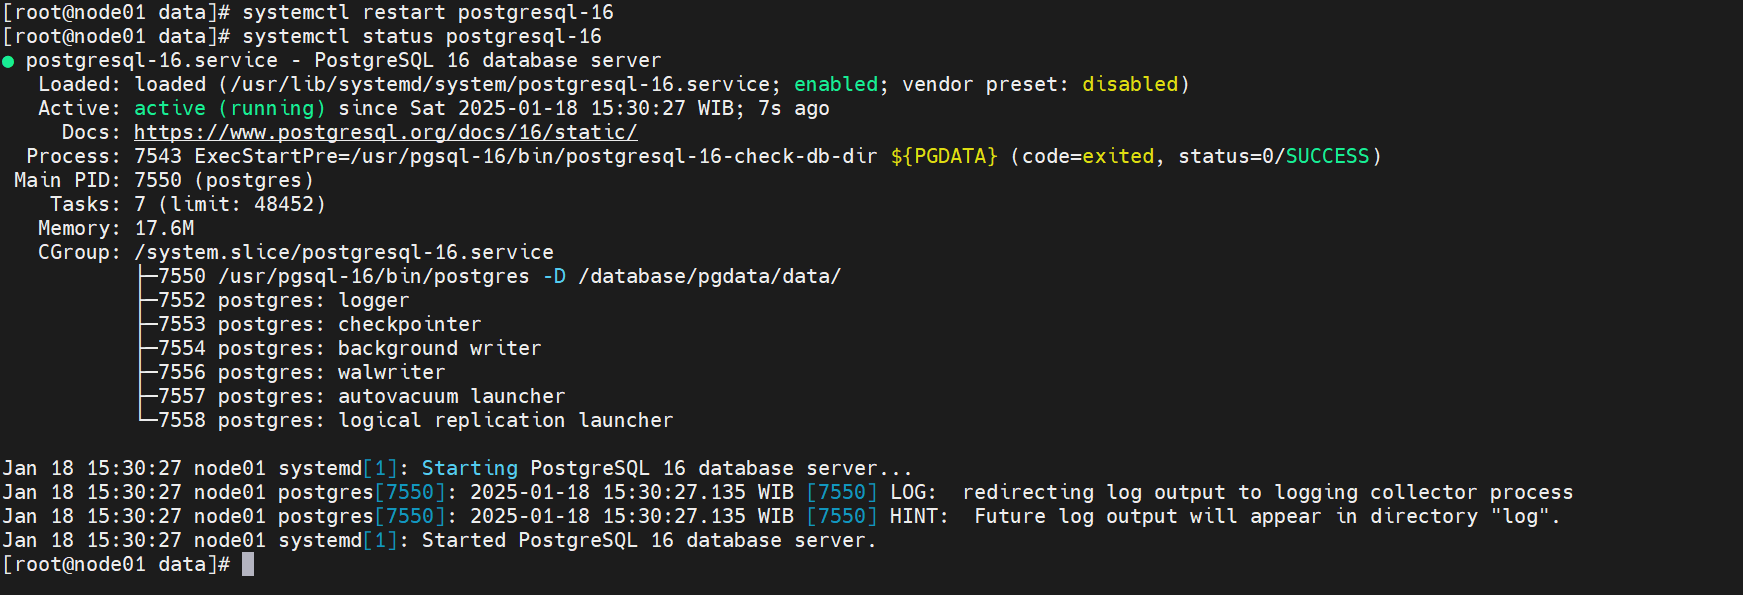 [root@node01 data]# systemctl restart postgresql-16
[root@node01 data]# systemctl status postgresql-16
● postgresql-16.service - PostgreSQL 16 database server
   Loaded: loaded (/usr/lib/systemd/system/postgresql-16.service; enabled; vendor preset: disabled)
   Active: active (running) since Sat 2025-01-18 15:30:27 WIB; 7s ago
     Docs: https://www.postgresql.org/docs/16/static/
  Process: 7543 ExecStartPre=/usr/pgsql-16/bin/postgresql-16-check-db-dir ${PGDATA} (code=exited, status=0/SUCCESS)
 Main PID: 7550 (postgres)
    Tasks: 7 (limit: 48452)
   Memory: 17.6M
   CGroup: /system.slice/postgresql-16.service
           ├─7550 /usr/pgsql-16/bin/postgres -D /database/pgdata/data/
           ├─7552 postgres: logger
           ├─7553 postgres: checkpointer
           ├─7554 postgres: background writer
           ├─7556 postgres: walwriter
           ├─7557 postgres: autovacuum launcher
           └─7558 postgres: logical replication launcher

Jan 18 15:30:27 node01 systemd[1]: Starting PostgreSQL 16 database server...
Jan 18 15:30:27 node01 postgres[7550]: 2025-01-18 15:30:27.135 WIB [7550] LOG:  redirecting log output to logging collector process
Jan 18 15:30:27 node01 postgres[7550]: 2025-01-18 15:30:27.135 WIB [7550] HINT:  Future log output will appear in directory "log".
Jan 18 15:30:27 node01 systemd[1]: Started PostgreSQL 16 database server.
[root@node01 data]#